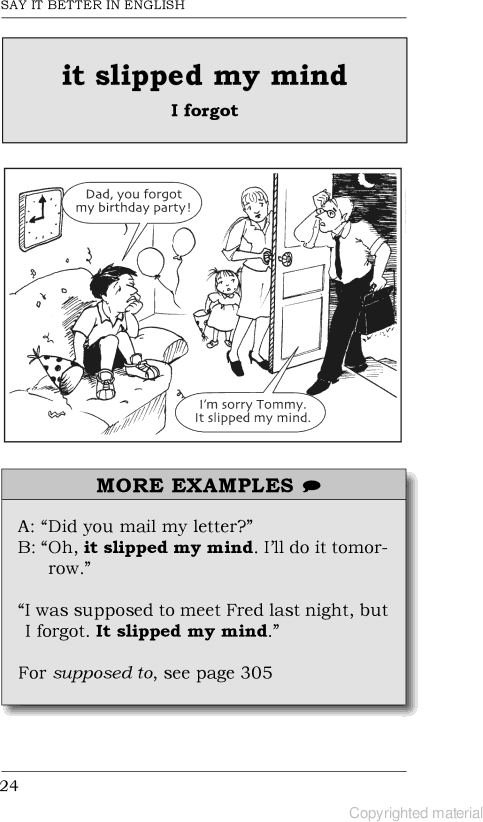 SAY IT BETTER IN ENGLISH
it slipped my mind
I forgot
Dad, you forgot
my birthday party!
I'm sorry Tommy.
It slipped my mind.
MORE EXAMPLES
A: “Did you mail my letter?”
B: “Oh, it slipped my mind. I'll do it tomor-
row.”
“I was supposed to meet Fred last night, but
I forgot. It slipped my mind.”
For supposed to, see page 305
24
Copyrighted material